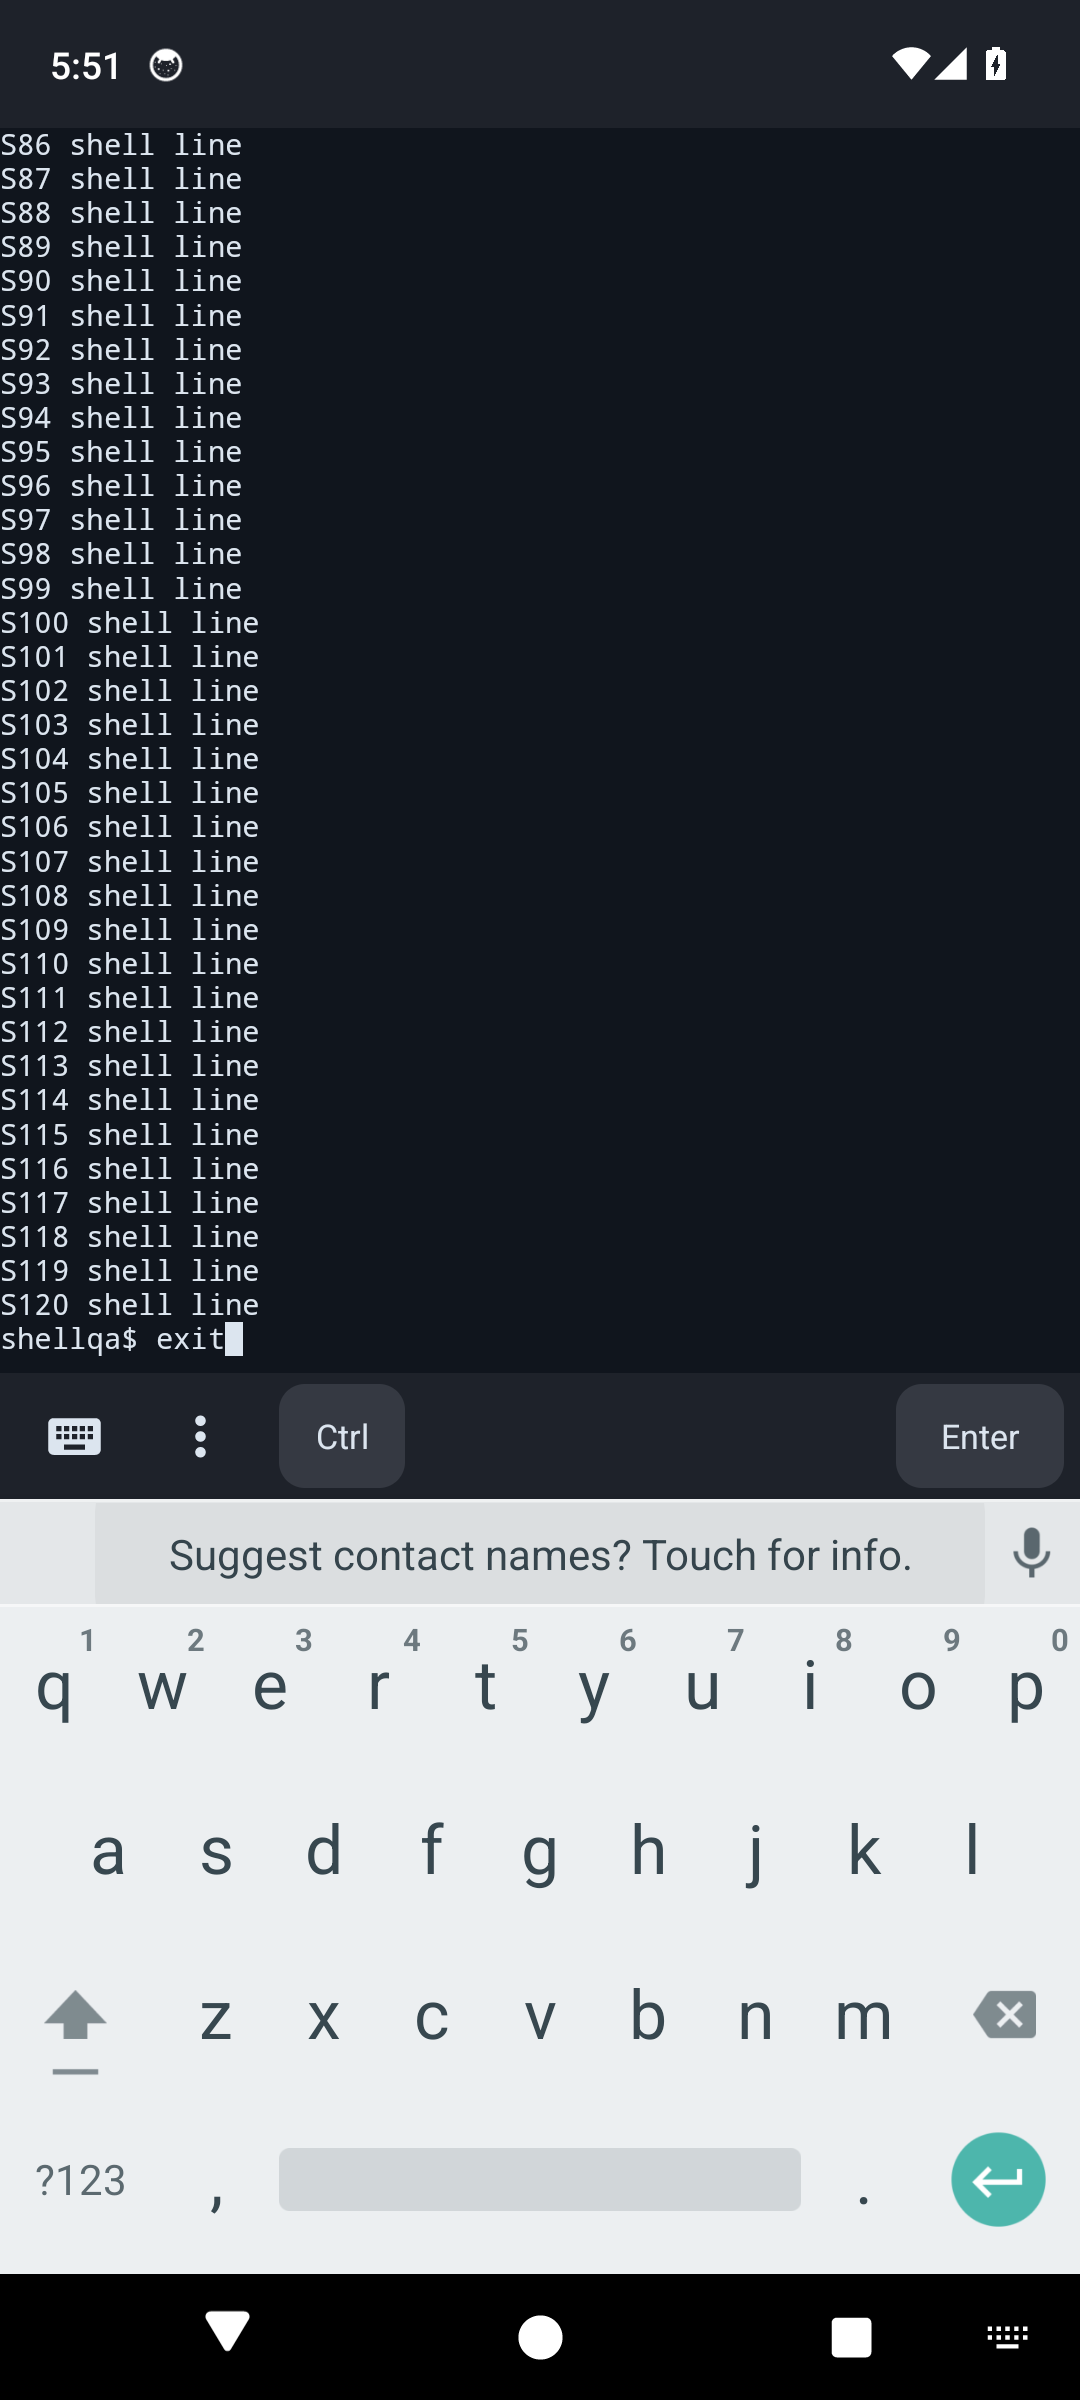 5:51
S86 shell line
S87 shell line
S88 shell line
S89 shell line
S90 shell line
S91 shell line
S92 shell line
S93 shell line
S94 shell line
S95 shell line
S96 shell line
S97 shell line
S98 shell line
S99 shell line
S100 shell line
S101 shell line
S102 shell line
S103 shell line
S104 shell line
S105 shell line
S106 shell line
S107 shell line
S108 shell line
S109 shell line
S110 shell line
S111 shell line
S112 shell line
S113 shell line
S114 shell line
S115 shell line
S116 shell line
S117 shell line
S118 shell line
S119 shell line
S120 shell line
shellqa$ exit
Ctrl Enter
Suggest contact names? Touch for info.
1 2 3 4 5 6 7 8 9 0
q w e r t y u i o p
a s d f g h j k l
z x c v b n m
?123 , .